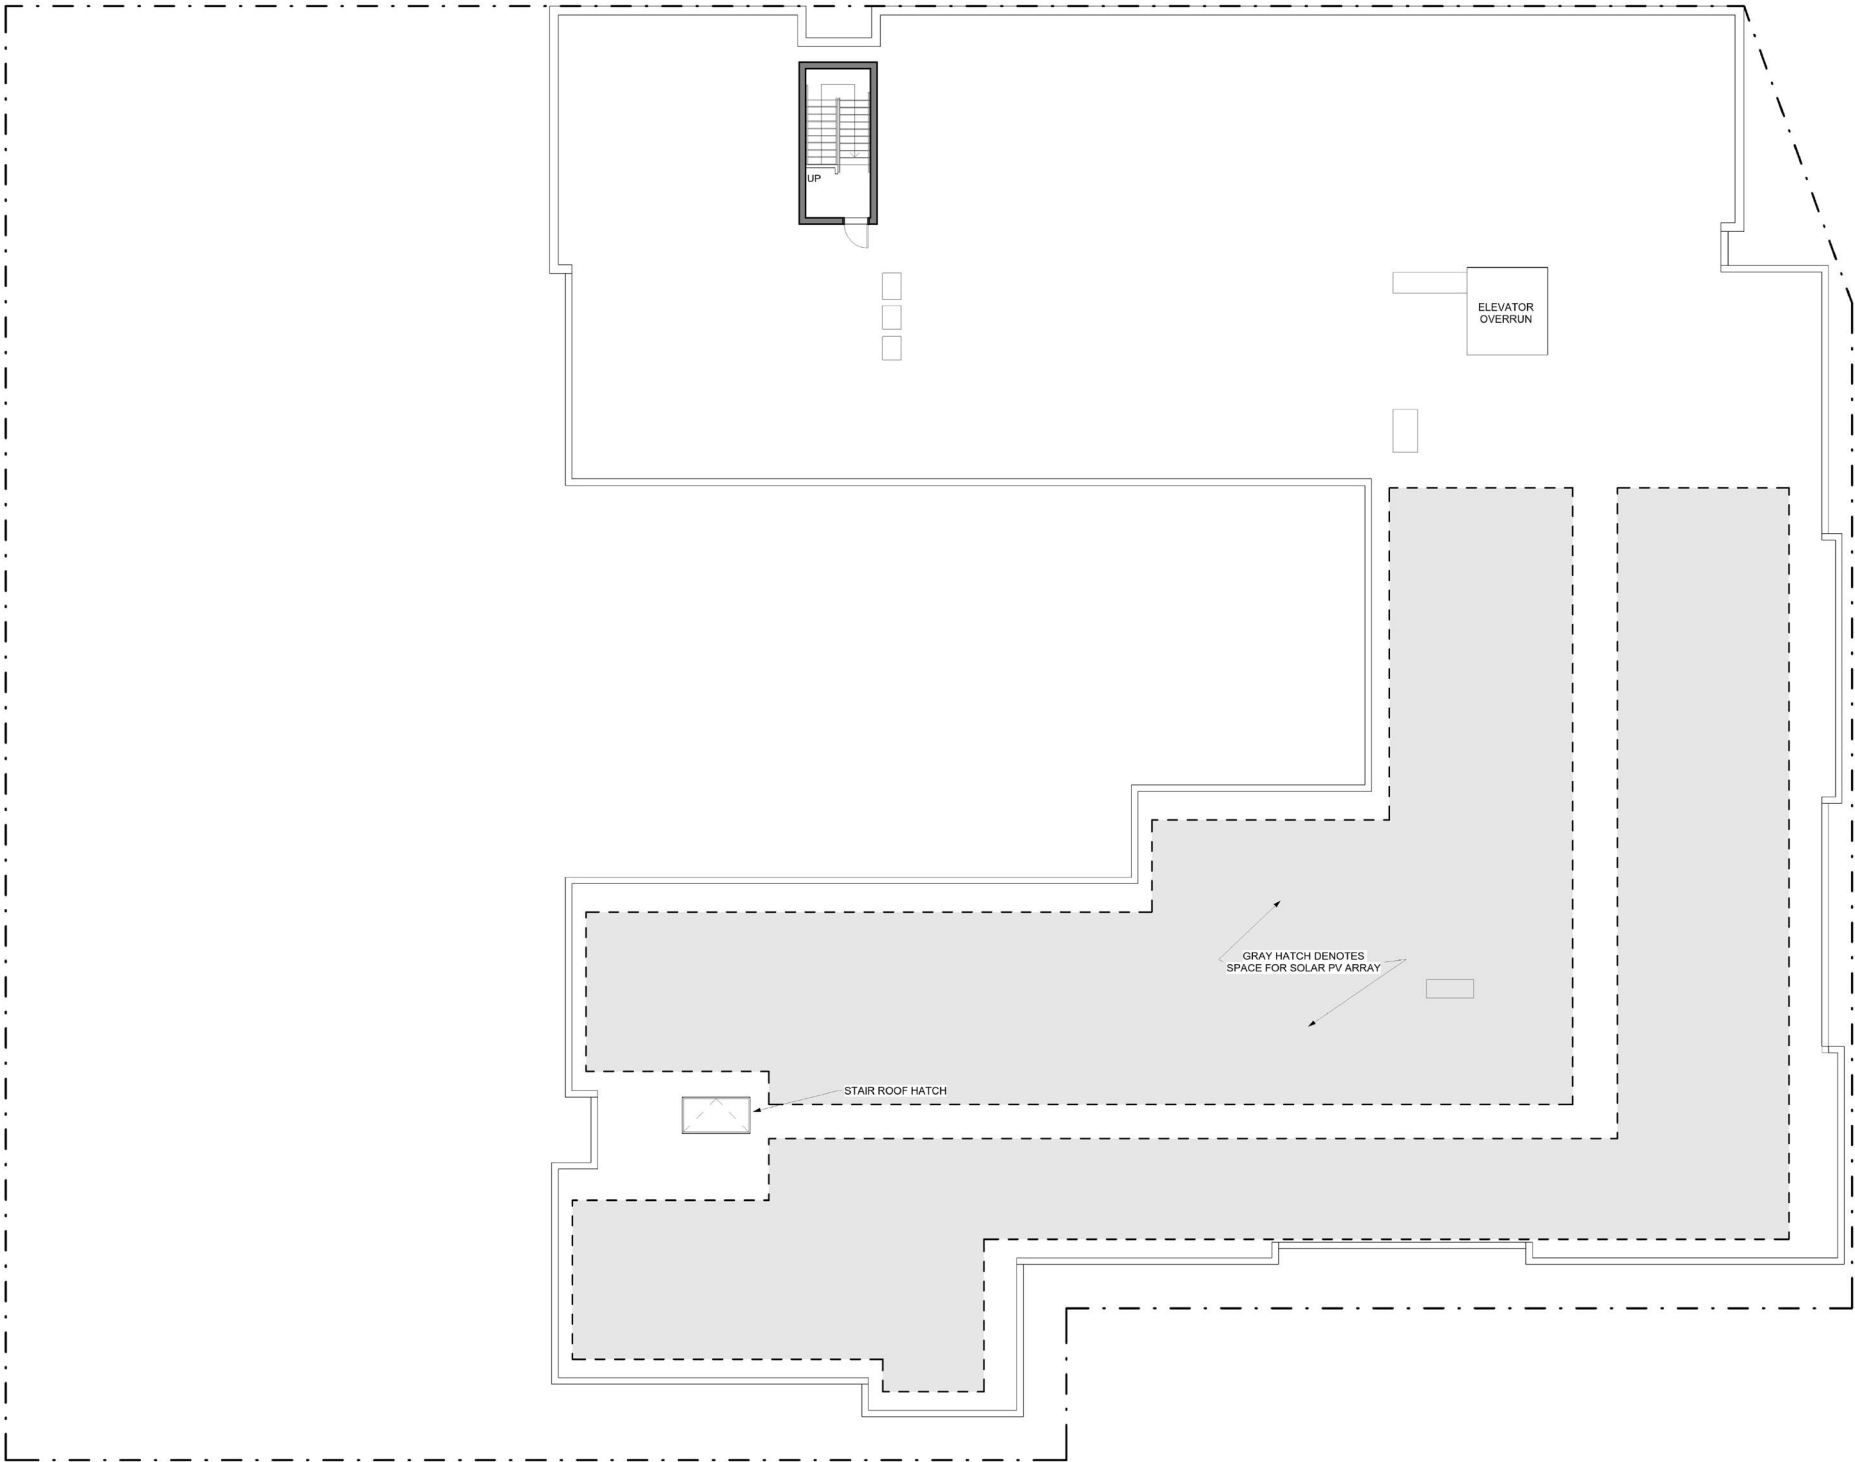 UP
ELEVATOR
OVERRUN
GRAY HATCH DENOTES
SPACE FOR SOLAR PV ARRAY
STAIR ROOF HATCH